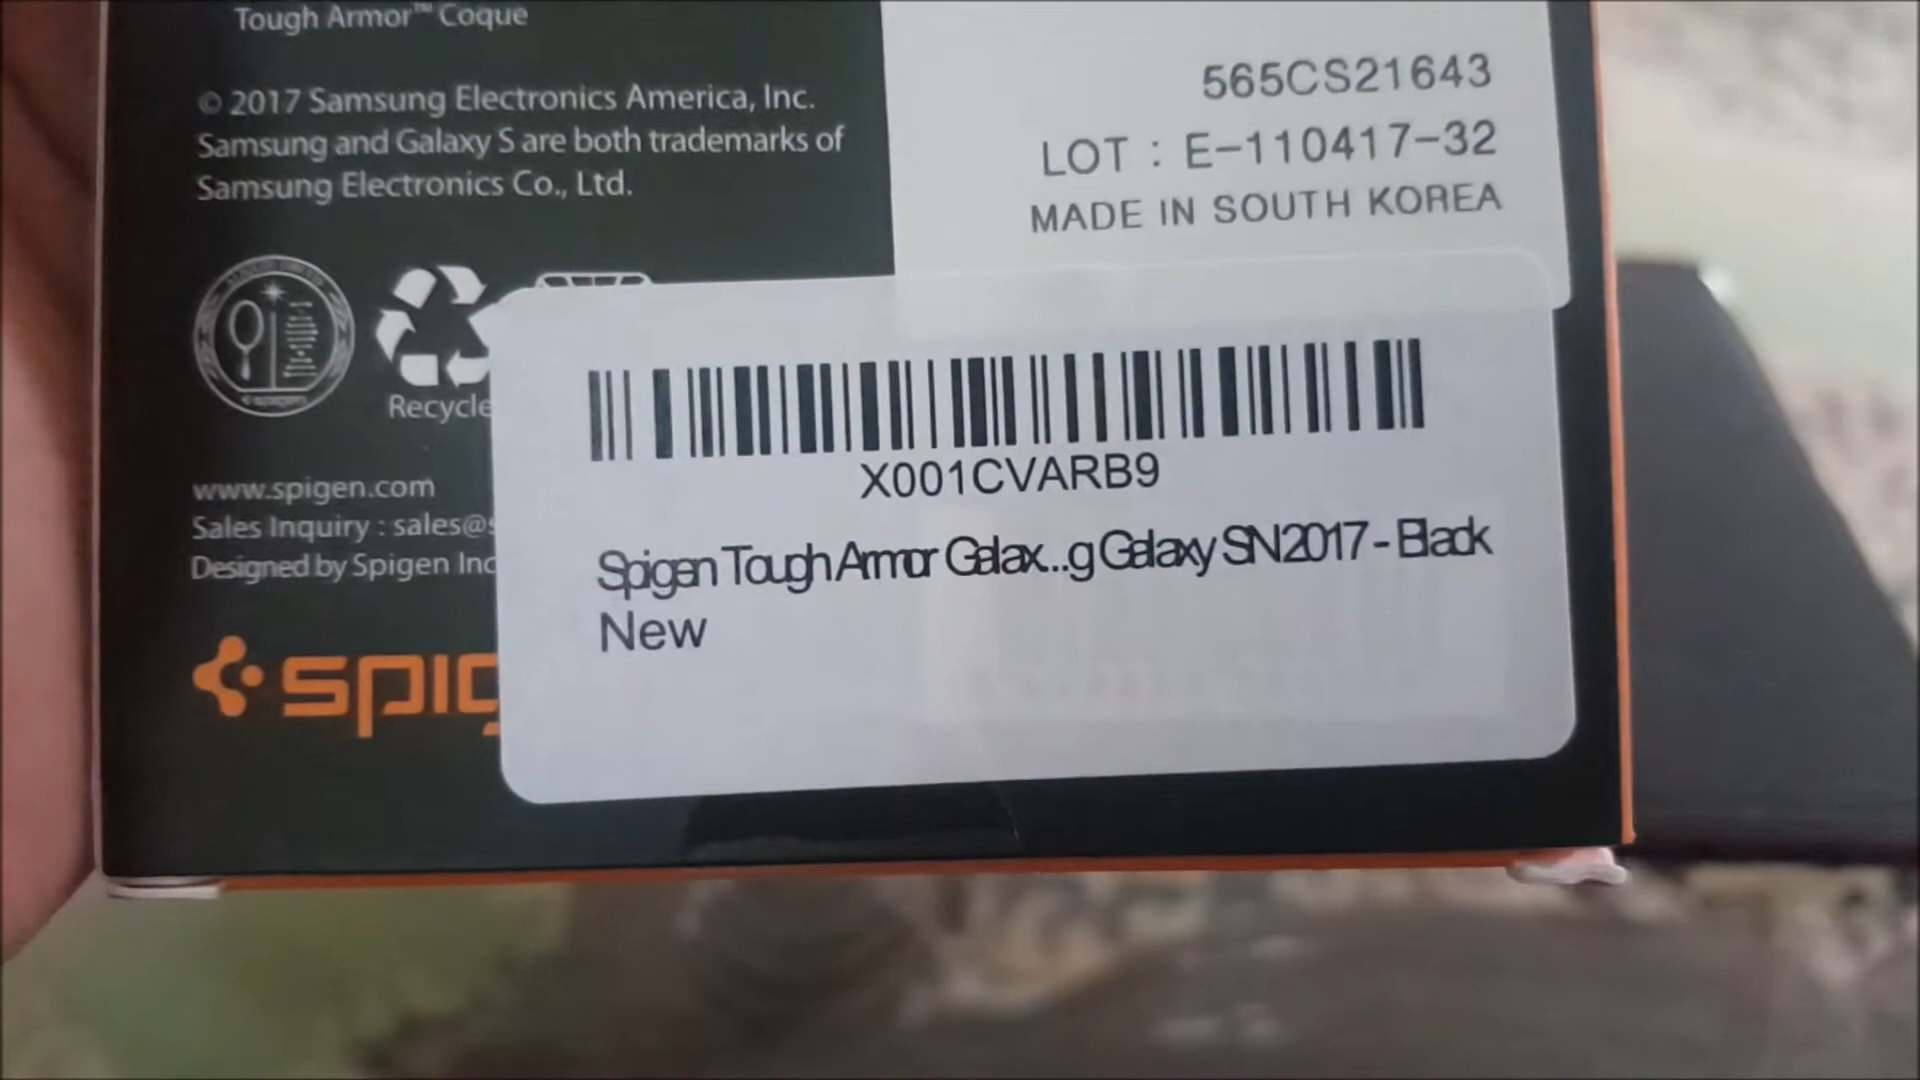 Tough Armor™ Coque
© 2017 Samsung Electronics America, Inc.
Samsung and Galaxy S are both trademarks of
Samsung Electronics Co., Ltd.
565CS21643
LOT : E-110417-32
MADE IN SOUTH KOREA
Recycle
www.spigen.com
Sales Inquiry : sales@s
Designed by Spigen Inc
spig
X001CVARB9
Spigen Tough Armor Galax...g Galaxy SN2017 - Black
New